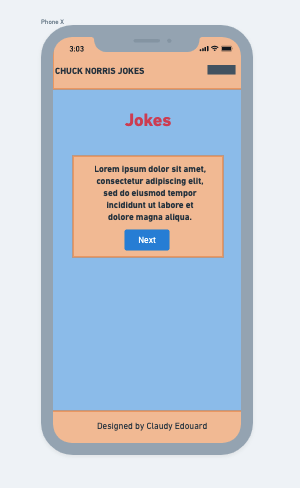 Phone X
3:03
CHUCK NORRIS JOKES
Jokes
Lorem ipsum dolor sit amet,
consectetur adipiscing elit,
sed do eiusmod tempor
incididunt ut labore et
dolore magna aliqua.
Next
Designed by Claudy Edouard